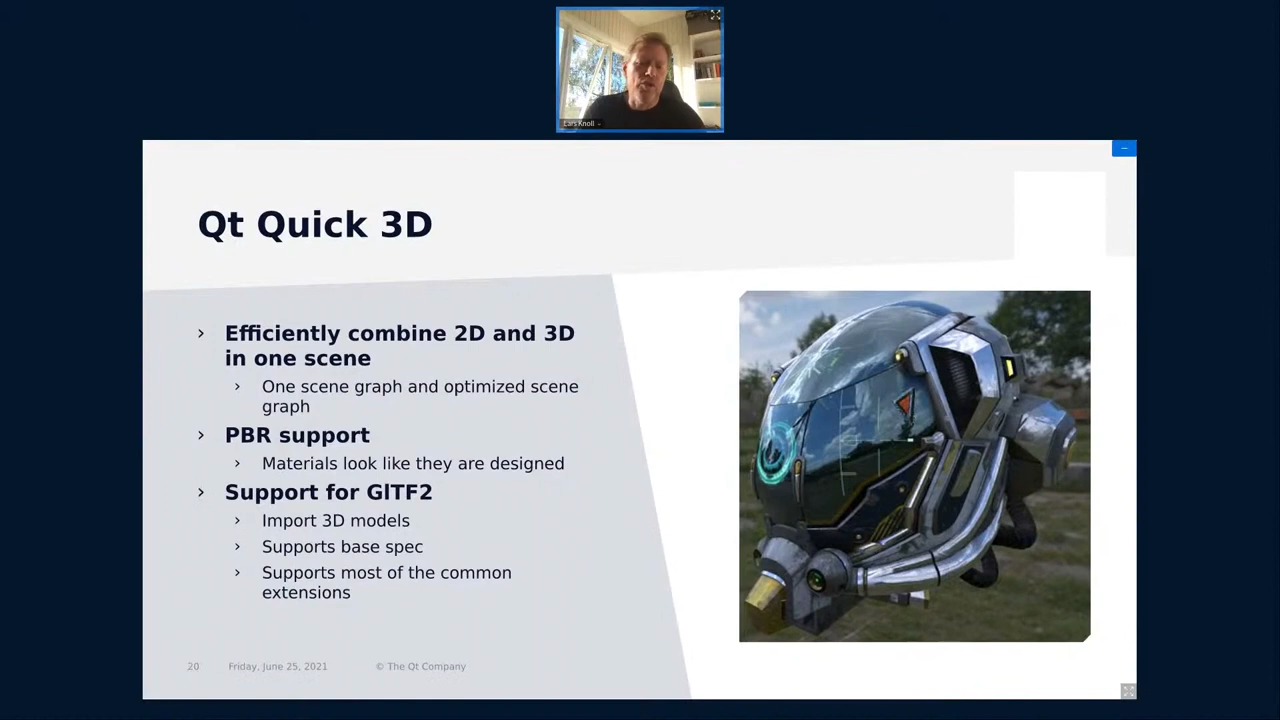 Lars Knoll
Qt Quick 3D
› Efficiently combine 2D and 3D
in one scene
› One scene graph and optimized scene
graph
› PBR support
› Materials look like they are designed
› Support for GlTF2
› Import 3D models
› Supports base spec
› Supports most of the common
extensions
20 Friday, June 25, 2021 © The Qt Company